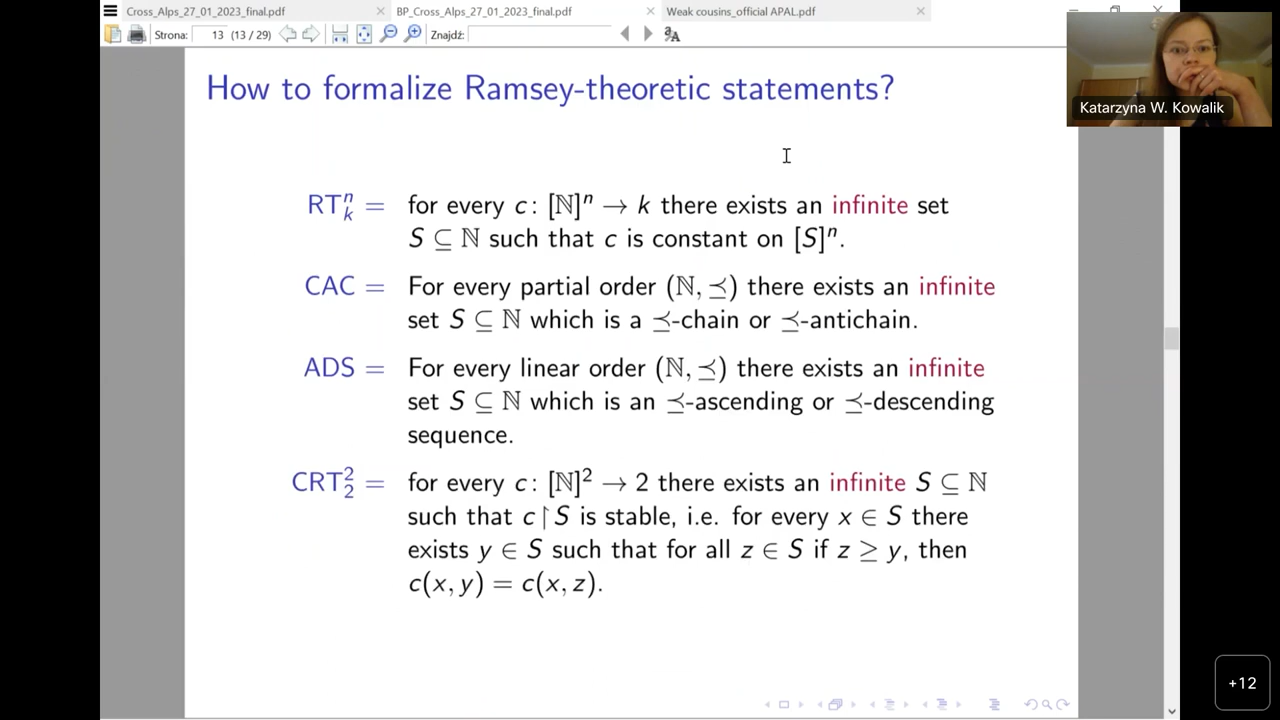 Cross_Alps_27_01_2023_final.pdf
BP_Cross_Alps_27_01_2023_final.pdf
Weak cousins_official APAL.pdf
Strona: 13 (13 / 29)
Znajdź:
Katarzyna W. Kowalik
How to formalize Ramsey-theoretic statements?
RTⁿₖ = for every c: [ℕ]ⁿ → k there exists an infinite set
S ⊆ ℕ such that c is constant on [S]ⁿ.
CAC = For every partial order (ℕ, ⪯) there exists an infinite
set S ⊆ ℕ which is a ⪯-chain or ⪯-antichain.
ADS = For every linear order (ℕ, ⪯) there exists an infinite
set S ⊆ ℕ which is an ⪯-ascending or ⪯-descending
sequence.
CRT²₂ = for every c: [ℕ]² → 2 there exists an infinite S ⊆ ℕ
such that c↾S is stable, i.e. for every x ∈ S there
exists y ∈ S such that for all z ∈ S if z ≥ y, then
c(x, y) = c(x, z).
+12